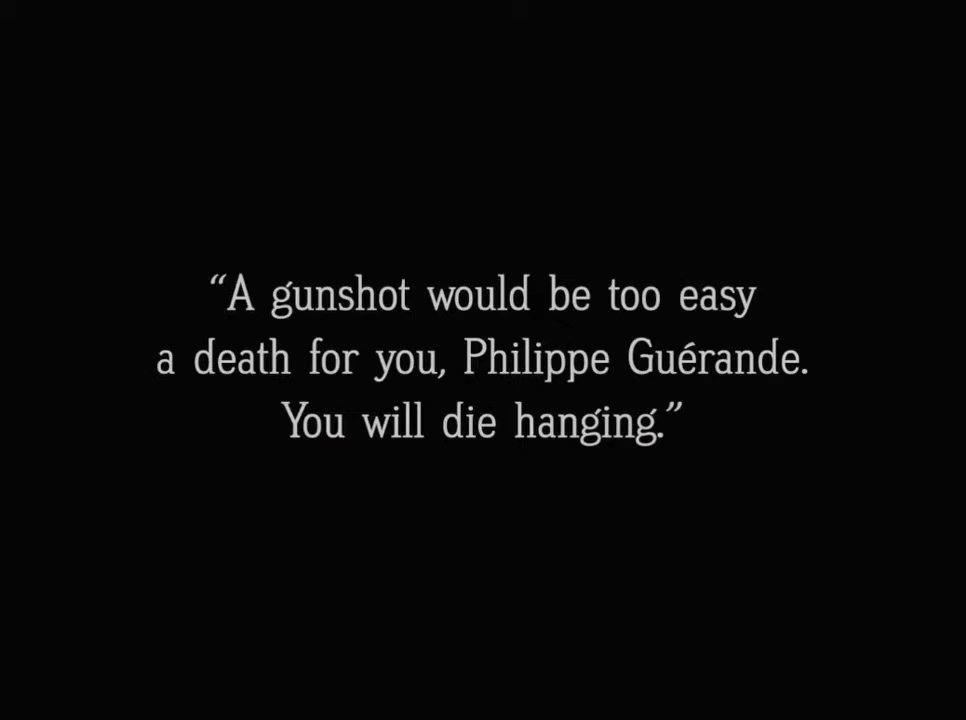 “A gunshot would be too easy
a death for you, Philippe Guérande.
You will die hanging.”